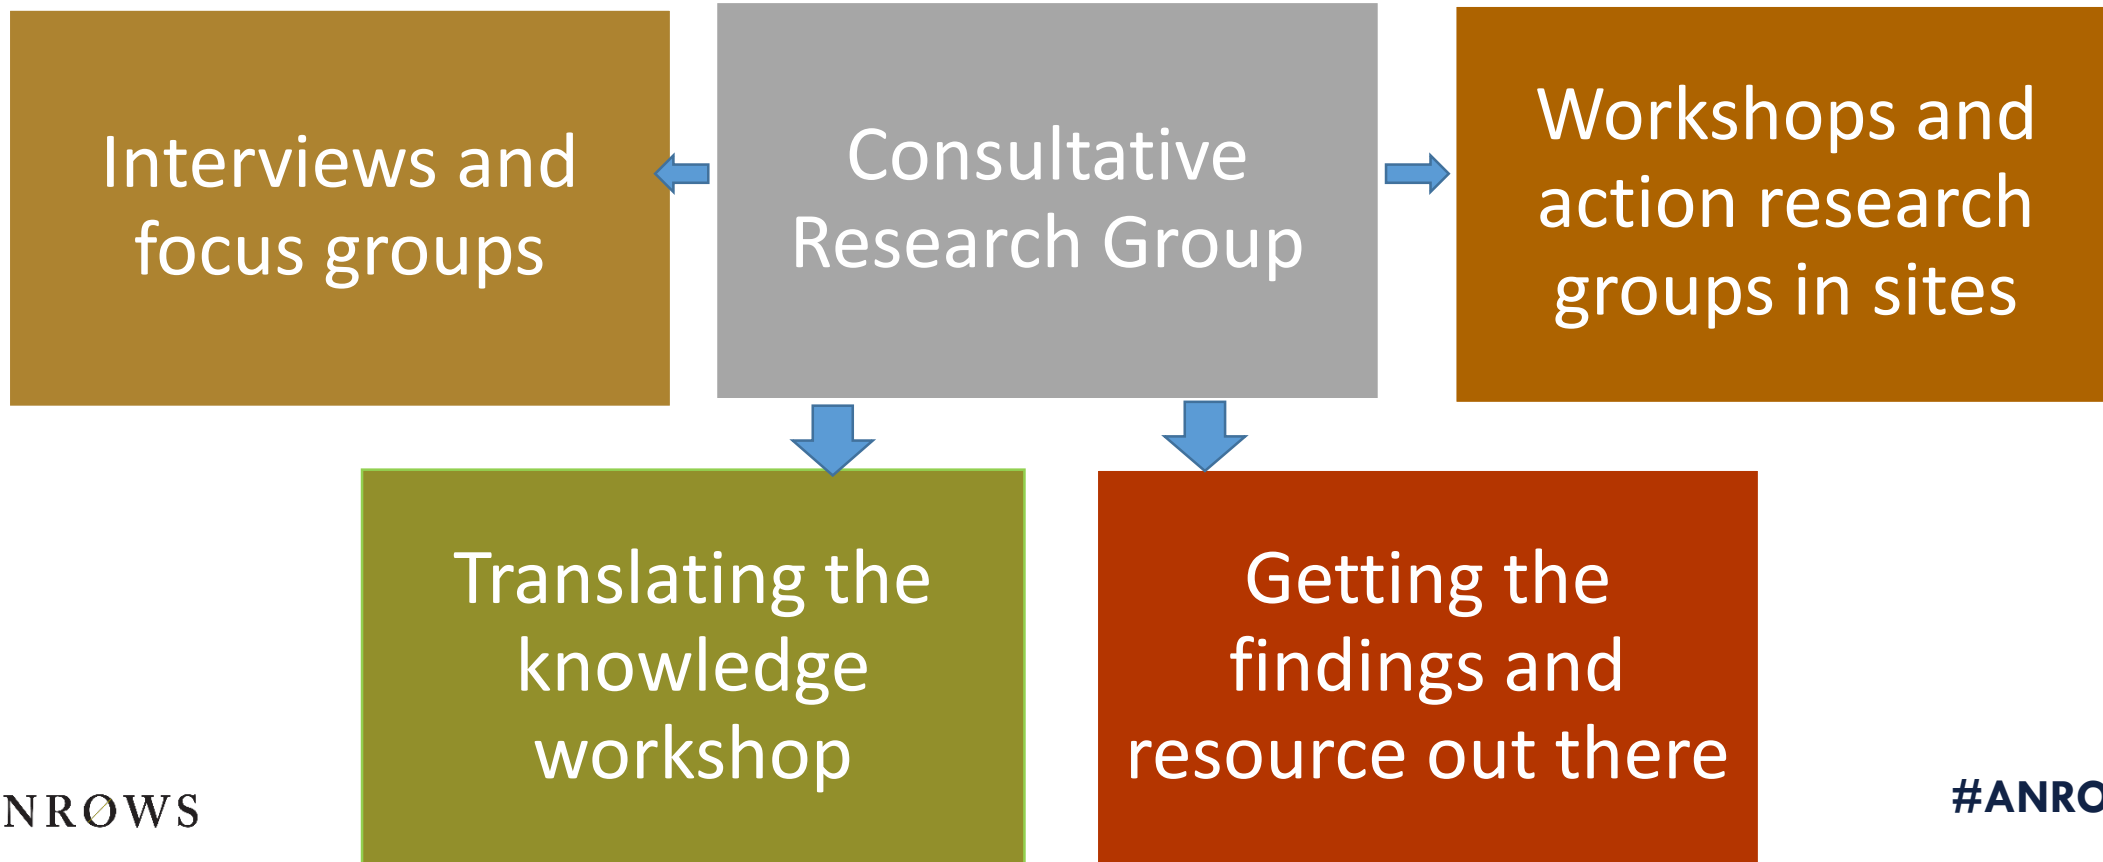 Interviews and
focus groups
Consultative
Research Group
Workshops and
action research
groups in sites
Translating the
knowledge
workshop
Getting the
findings and
resource out there
NROWS
#ANRO